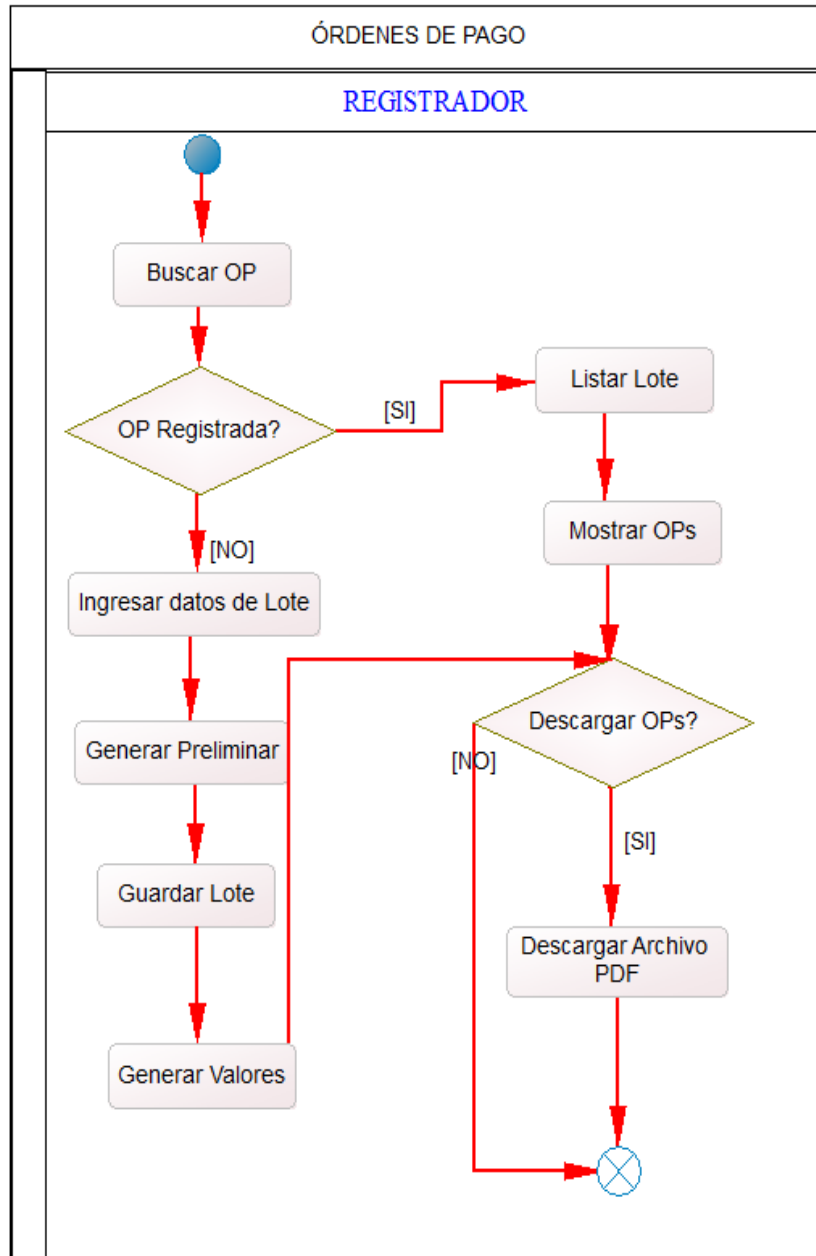 ÓRDENES DE PAGO
REGISTRADOR
Buscar OP
OP Registrada?
[SI]
Listar Lote
Mostrar OPs
[NO]
Ingresar datos de Lote
Generar Preliminar
Guardar Lote
Generar Valores
Descargar OPs?
[NO]
[SI]
Descargar Archivo
PDF